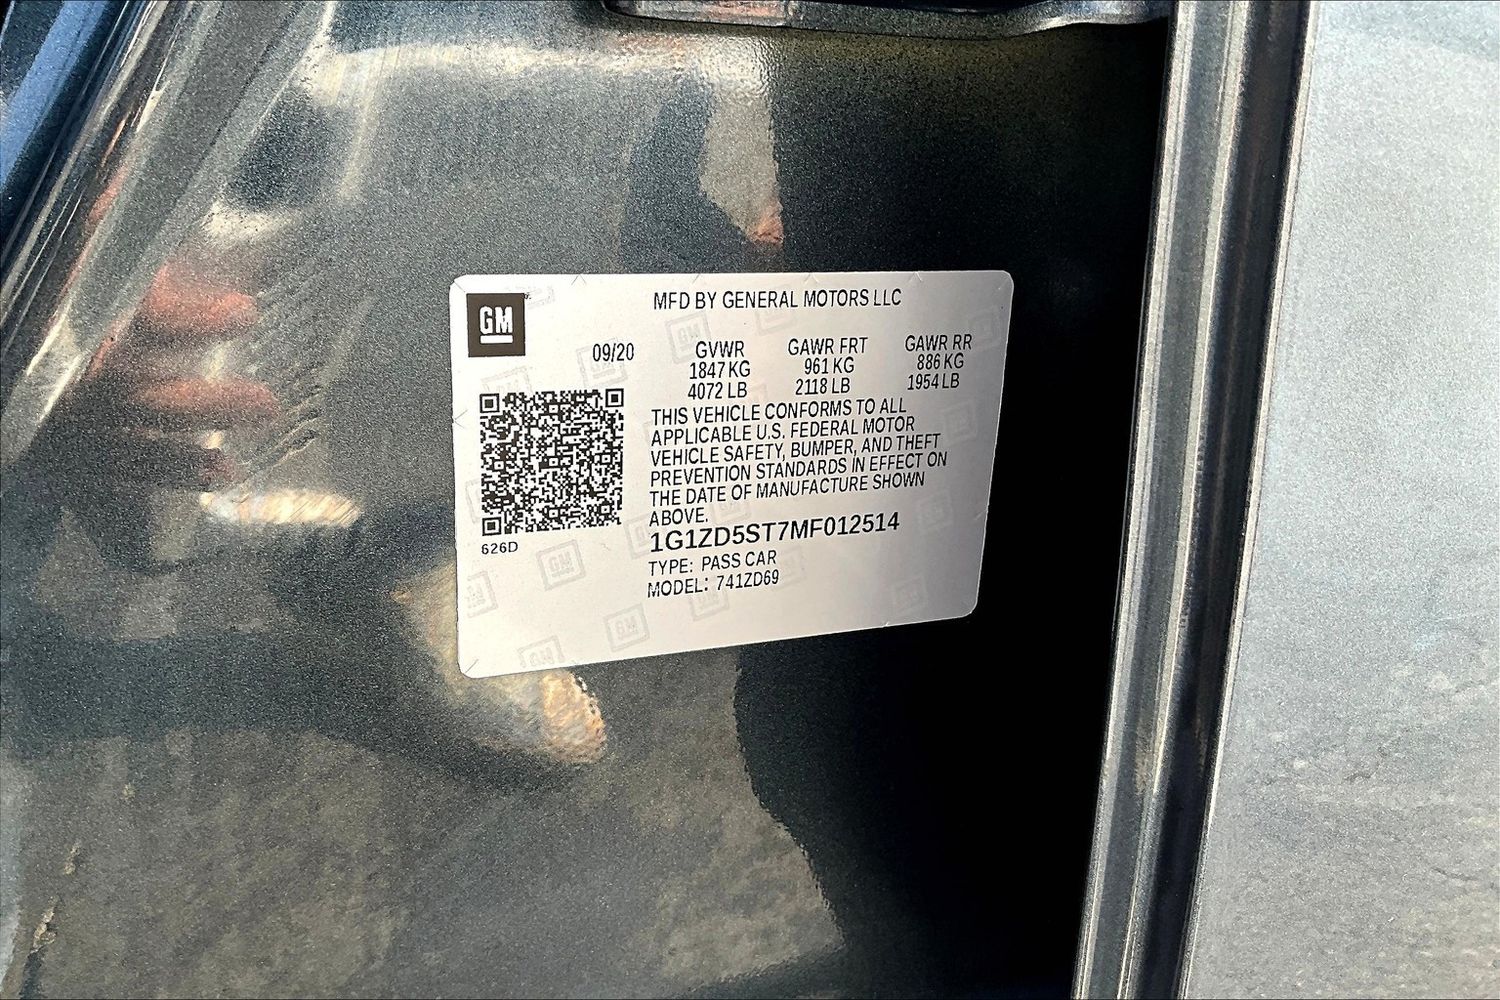 GM
MFD BY GENERAL MOTORS LLC
09/20
GVWR GAWR FRT GAWR RR
1847 KG 961 KG 886 KG
4072 LB 2118 LB 1954 LB
THIS VEHICLE CONFORMS TO ALL
APPLICABLE U.S. FEDERAL MOTOR
VEHICLE SAFETY, BUMPER, AND THEFT
PREVENTION STANDARDS IN EFFECT ON
THE DATE OF MANUFACTURE SHOWN
ABOVE.
626D
1G1ZD5ST7MF012514
TYPE: PASS CAR
MODEL: 741ZD69